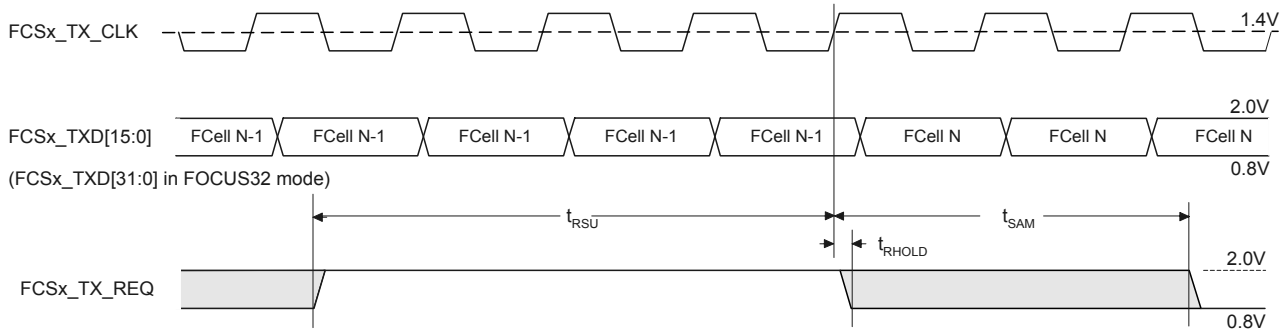 FCSx_TX_CLK
1.4V
2.0V
FCSx_TXD[15:0] FCell N-1 FCell N-1 FCell N-1 FCell N-1 FCell N-1 FCell N FCell N FCell N
0.8V
(FCSx_TXD[31:0] in FOCUS32 mode)
tRSU tSAM
tRHOLD
2.0V
FCSx_TX_REQ
0.8V